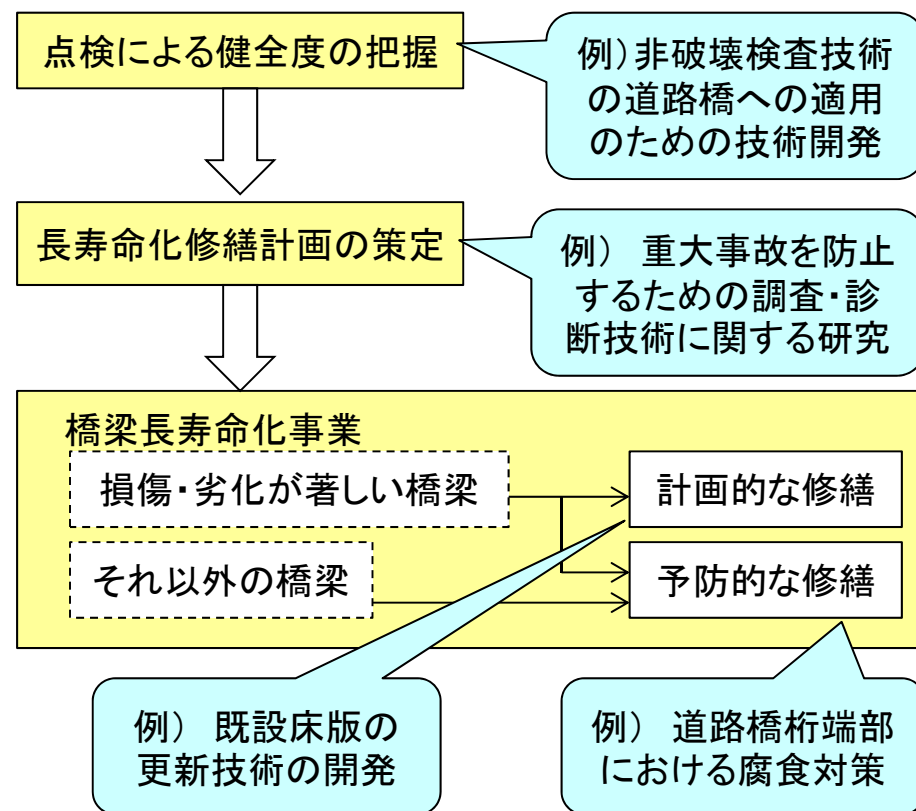 点検による健全度の把握
例）非破壊検査技術
の道路橋への適用
のための技術開発
長寿命化修繕計画の策定
例） 重大事故を防止
するための調査・診
断技術に関する研究
橋梁長寿命化事業
損傷・劣化が著しい橋梁
計画的な修繕
それ以外の橋梁
予防的な修繕
例） 既設床版の
更新技術の開発
例） 道路橋桁端部
における腐食対策